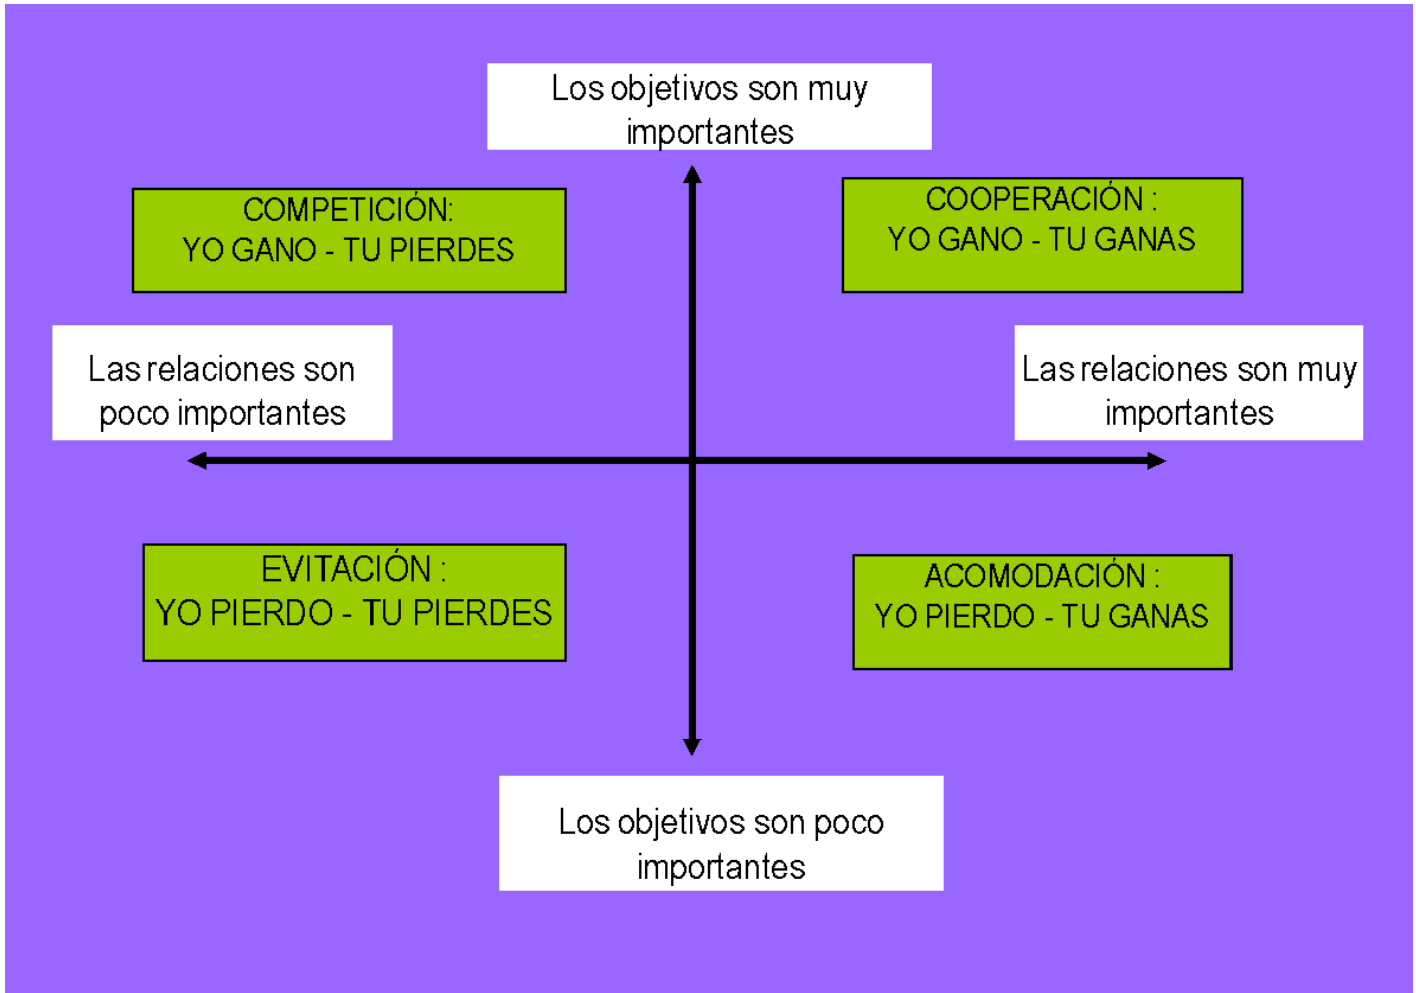 Los objetivos son muy
importantes
COMPETICIÓN:
YO GANO - TU PIERDES
COOPERACIÓN :
YO GANO - TU GANAS
Las relaciones son
poco importantes
Las relaciones son muy
importantes
EVITACIÓN :
YO PIERDO - TU PIERDES
ACOMODACIÓN :
YO PIERDO - TU GANAS
Los objetivos son poco
importantes